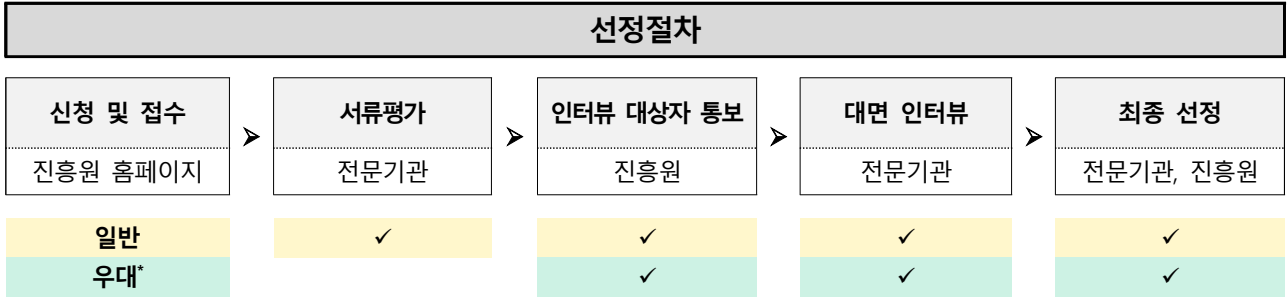 선정절차
신청 및 접수 ➢ 서류평가 ➢ 인터뷰 대상자 통보 ➢ 대면 인터뷰 ➢ 최종 선정
진흥원 홈페이지 전문기관 진흥원 전문기관 전문기관, 진흥원
일반 ✓ ✓ ✓ ✓
우대* ✓ ✓ ✓